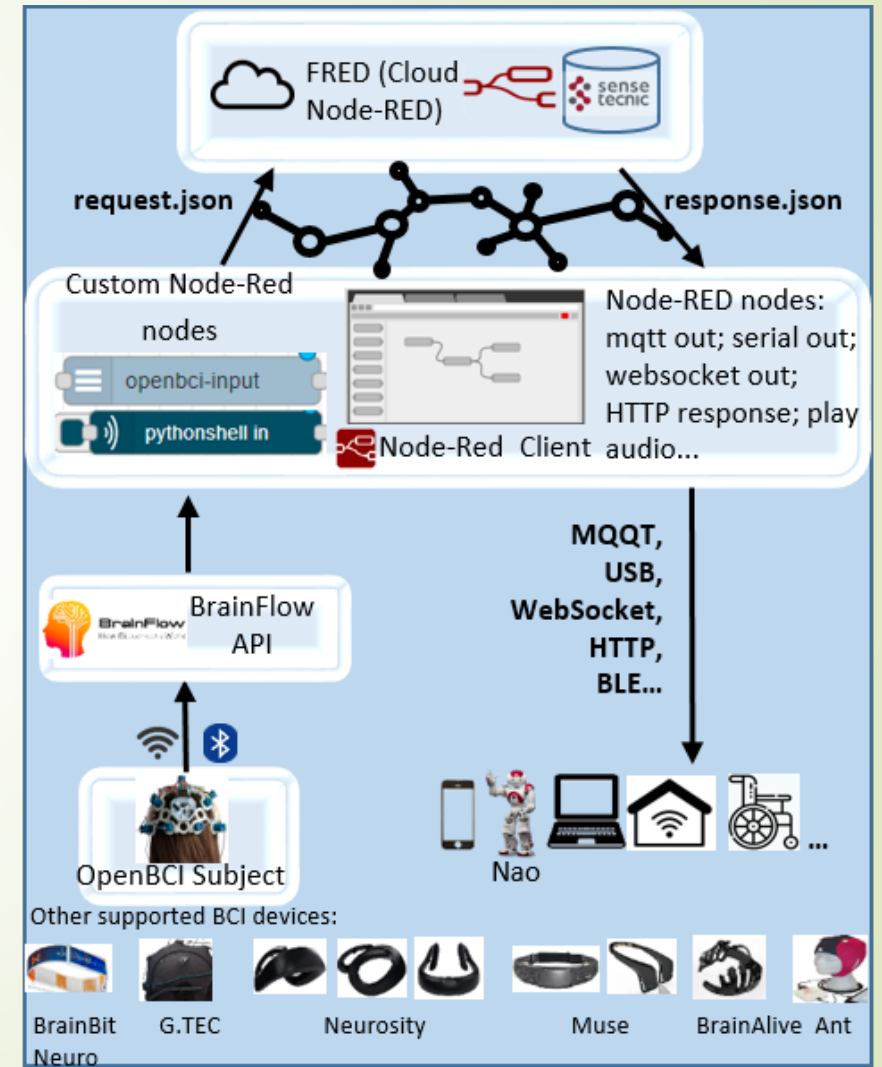 FRED (Cloud
Node-RED)
sense
tecnic
request.json
response.json
Custom Node-Red
nodes
openbci-input
pythonshell in
Node-Red Client
Node-RED nodes:
mqtt out; serial out;
websocket out;
HTTP response; play
audio...
BrainFlow
BrainFlow
API
MQQT,
USB,
WebSocket,
HTTP,
BLE...
OpenBCI Subject
Nao
...
Other supported BCI devices:
BrainBit
Neuro
G.TEC
Neurosity
Muse
BrainAlive
Ant